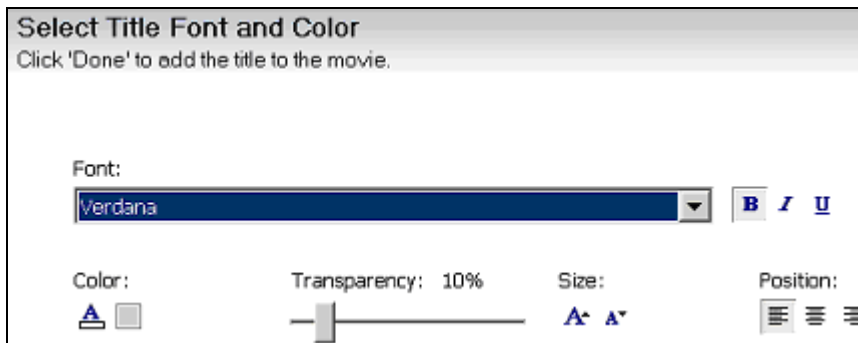 Select Title Font and Color
Click 'Done' to add the title to the movie.
Font:
Verdana
B I U
Color: Transparency: 10% Size: Position:
A A A